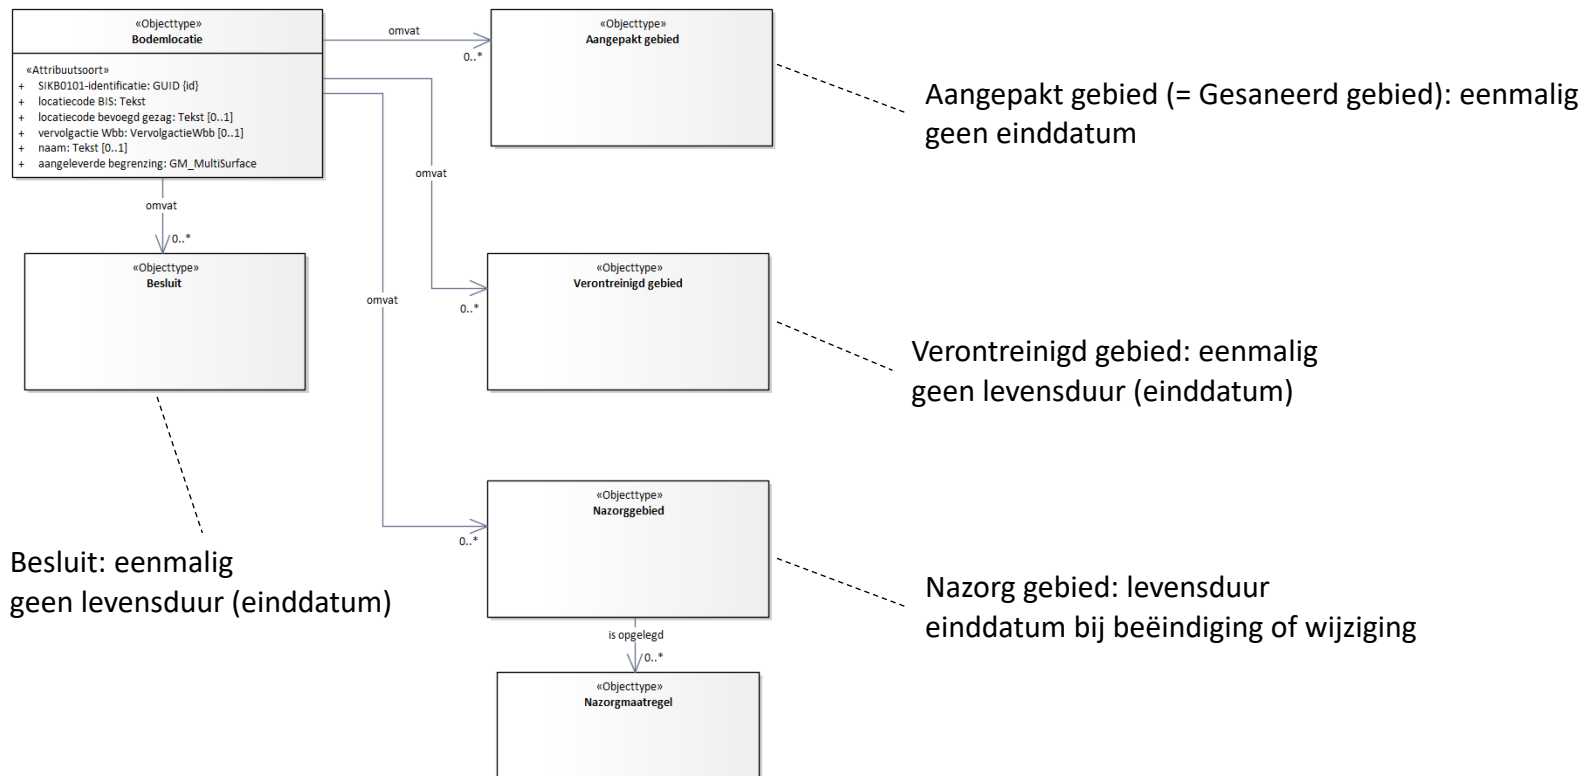 «Objecttype»
Bodemlocatie
«Attribuutsoort»
+ SIKB0101-identificatie: GUID {id}
+ locatiecode BIS: Tekst
+ locatiecode bevoegd gezag: Tekst [0..1]
+ vervolgactie Wbb: VervolgactieWbb [0..1]
+ naam: Tekst [0..1]
+ aangeleverde begrenzing: GM_MultiSurface
omvat
0..*
«Objecttype»
Aangepakt gebied
Aangepakt gebied (= Gesaneerd gebied): eenmalig
geen einddatum
omvat
0..*
«Objecttype»
Besluit
omvat
0..*
«Objecttype»
Verontreinigd gebied
Verontreinigd gebied: eenmalig
geen levensduur (einddatum)
omvat
0..*
«Objecttype»
Nazorggebied
Besluit: eenmalig
geen levensduur (einddatum)
Nazorg gebied: levensduur
einddatum bij beëindiging of wijziging
is opgelegd
0..*
«Objecttype»
Nazorgmaatregel